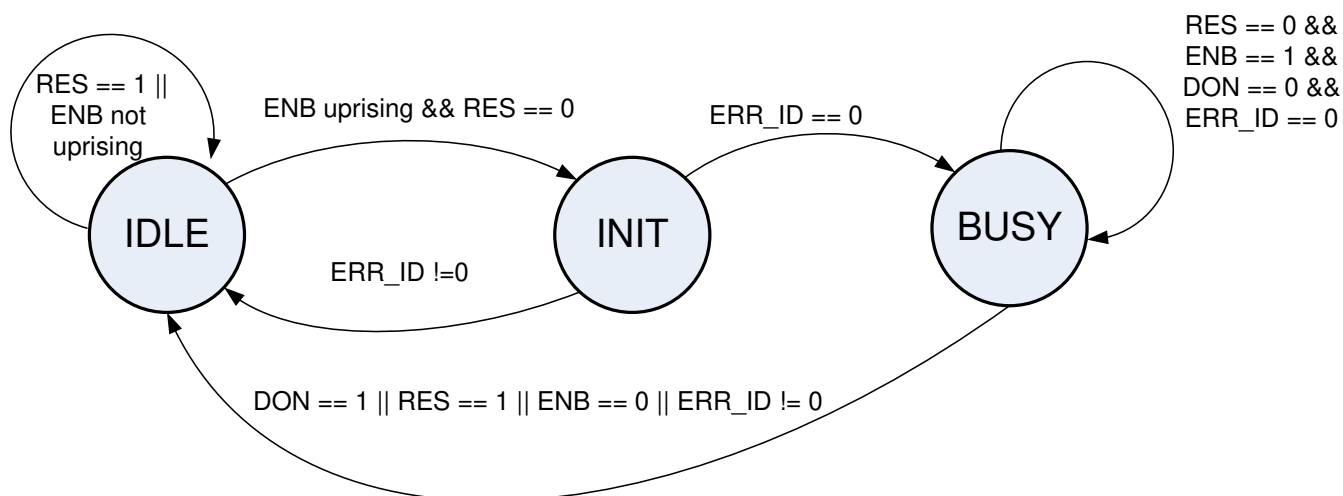 RES == 0 &&
ENB == 1 &&
DON == 0 &&
ERR_ID == 0
RES == 1 ||
ENB not
uprising
ENB uprising && RES == 0
ERR_ID == 0
IDLE
INIT
BUSY
ERR_ID !=0
DON == 1 || RES == 1 || ENB == 0 || ERR_ID != 0